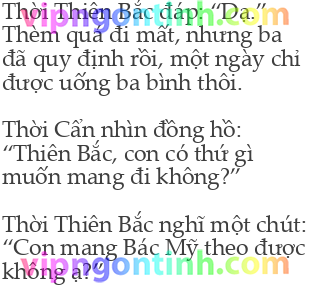 Thời Thiên Bắc đáp: “Dạ.”
vipngontinh.com
Thèm quá đi mất, nhưng ba
đã quy định rồi, một ngày chỉ
được uống ba bình thôi.
Thời Cẩn nhìn đồng hồ:
“Thiên Bắc, con có thứ gì
muốn mang đi không?”
Thời Thiên Bắc nghĩ một chút:
“Con mang Bác Mỹ theo được
không ạ?”
vipngontinh.com